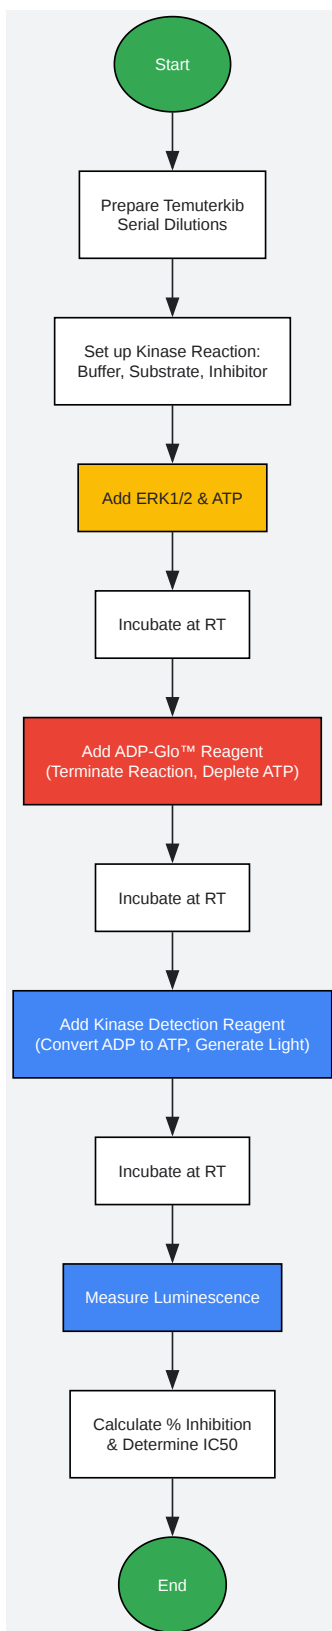 Start
Prepare Temuterkib
Serial Dilutions
Set up Kinase Reaction:
Buffer, Substrate, Inhibitor
Add ERK1/2 & ATP
Incubate at RT
Add ADP-Glo™ Reagent
(Terminate Reaction, Deplete ATP)
Incubate at RT
Add Kinase Detection Reagent
(Convert ADP to ATP, Generate Light)
Incubate at RT
Measure Luminescence
Calculate % Inhibition
& Determine IC50
End